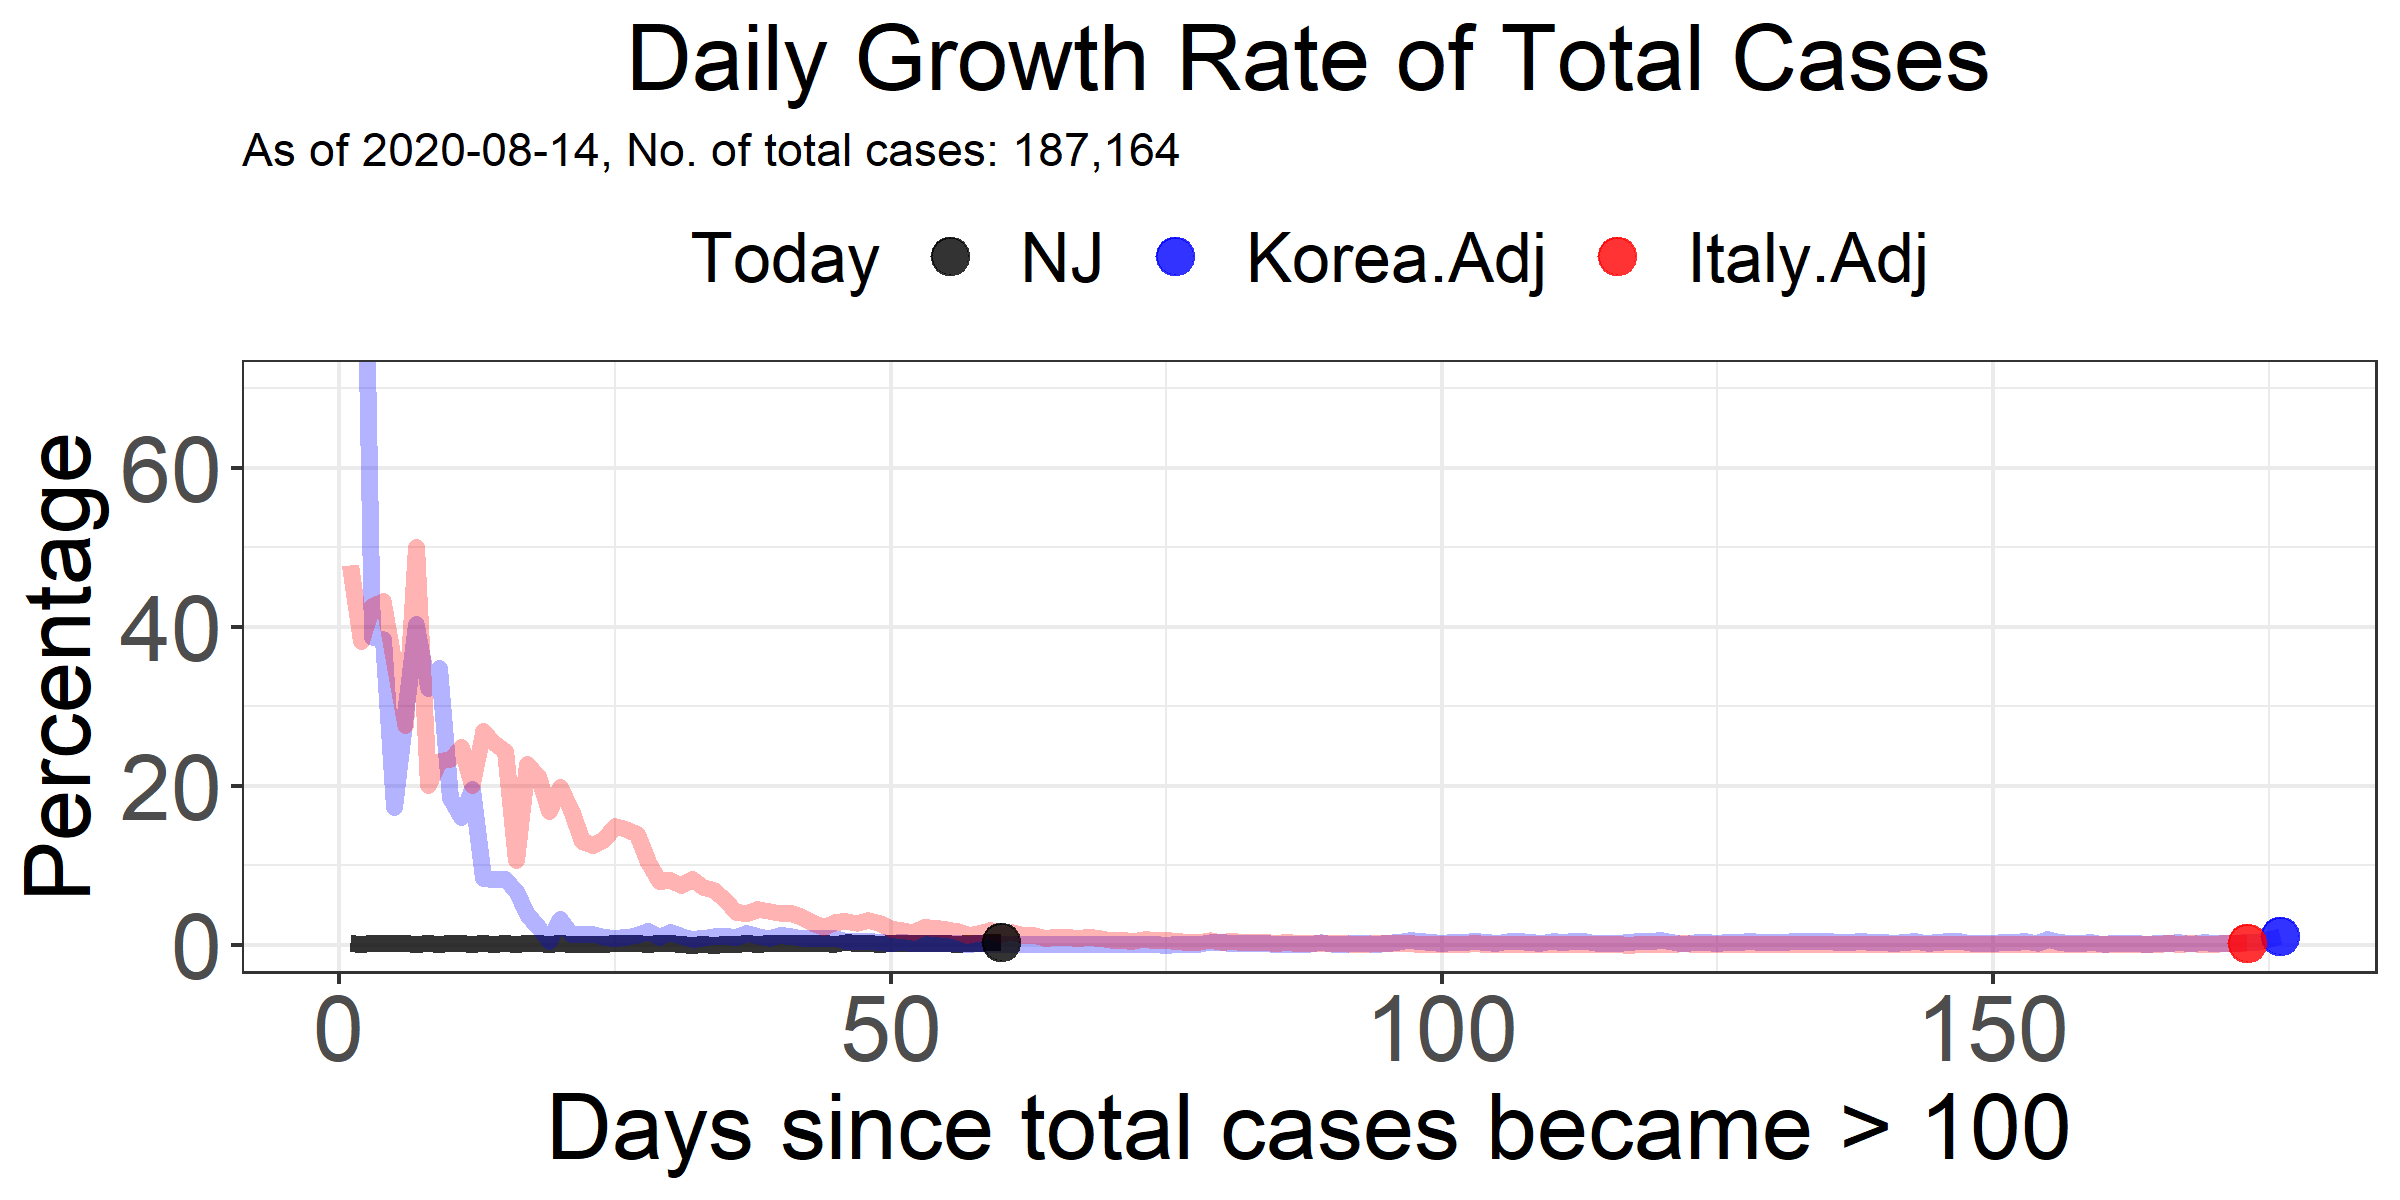 Daily Growth Rate of Total Cases
As of 2020-08-14, No. of total cases: 187,164
Today NJ Korea.Adj Italy.Adj
Percentage
60
40
20
0
0 50 100 150
Days since total cases became > 100